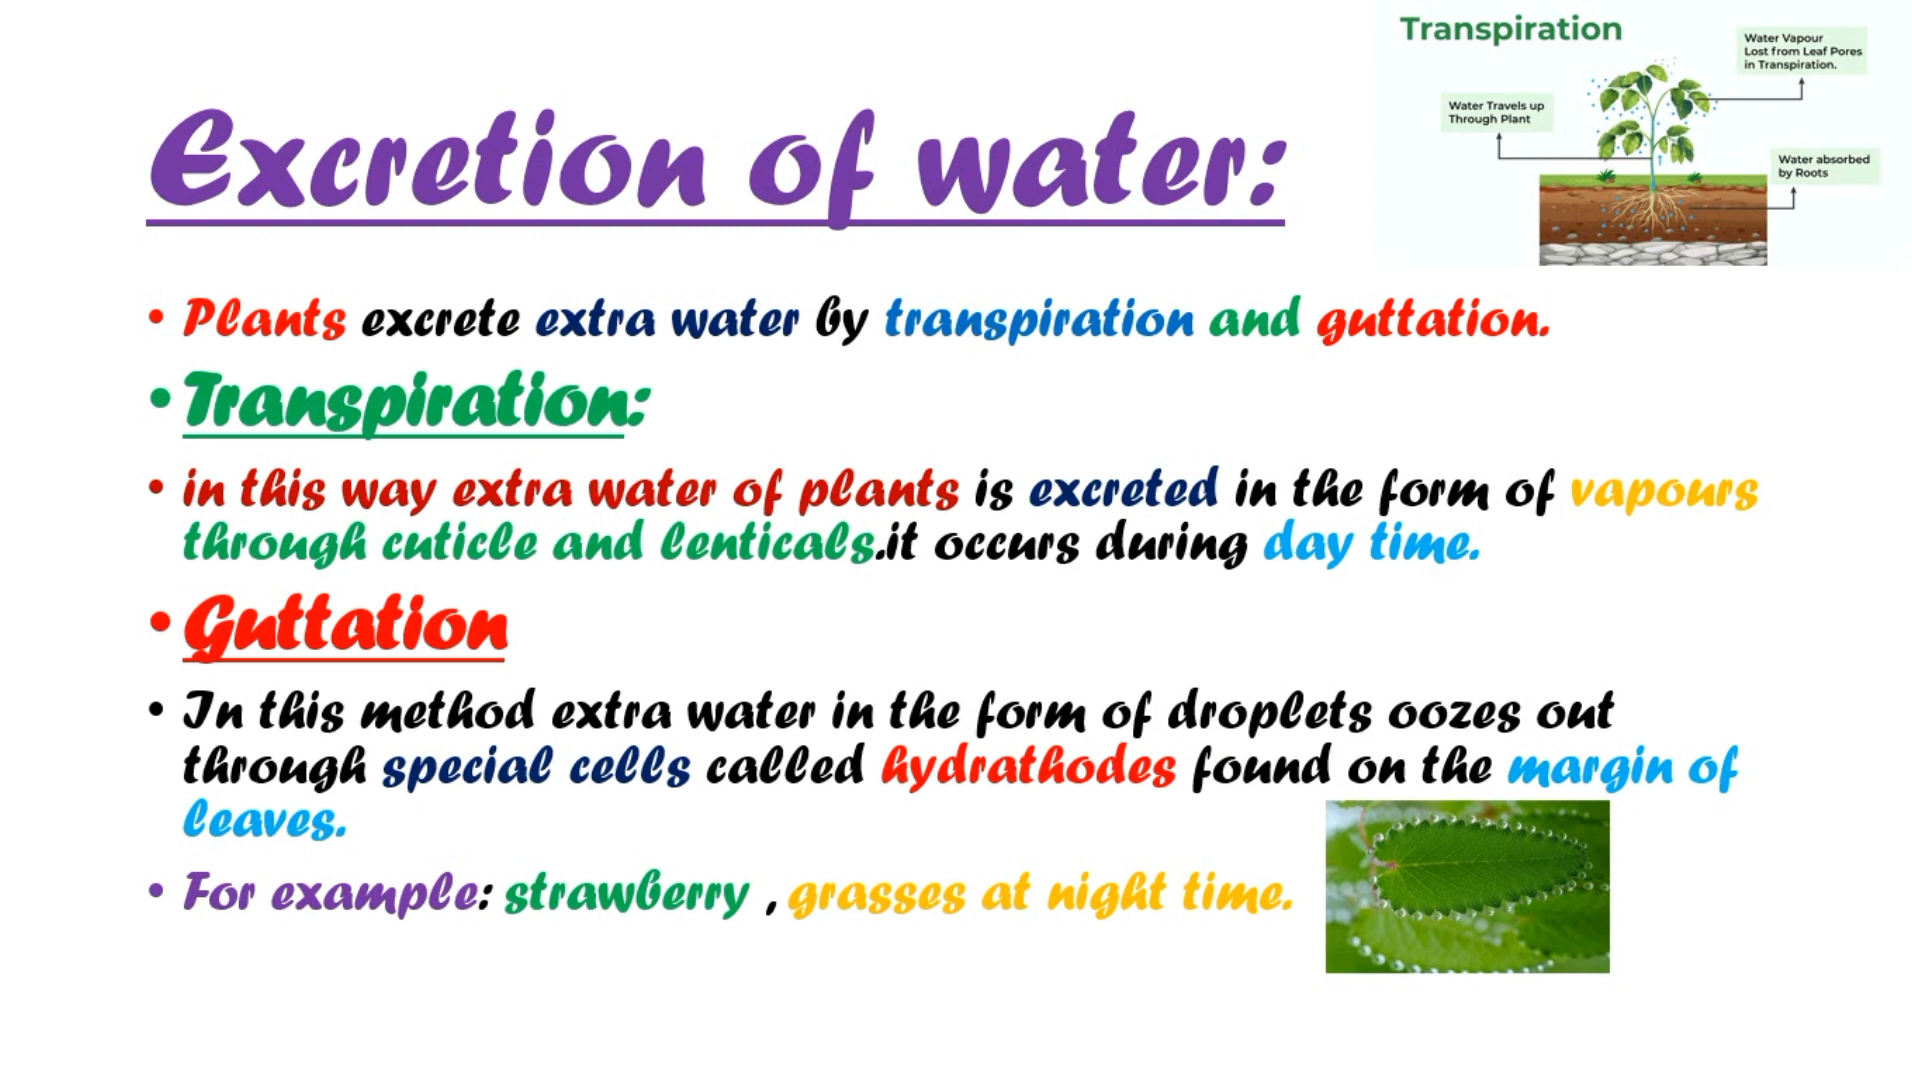 Transpiration
Water Vapour
Lost from Leaf Pores
in Transpiration.
Water Travels up
Through Plant
Water absorbed
by Roots
Excretion of water:
• Plants excrete extra water by transpiration and guttation.
• Transpiration:
• in this way extra water of plants is excreted in the form of vapours
through cuticle and lenticals.it occurs during day time.
• Guttation
• In this method extra water in the form of droplets oozes out
through special cells called hydrathodes found on the margin of
leaves.
• For example: strawberry , grasses at night time.